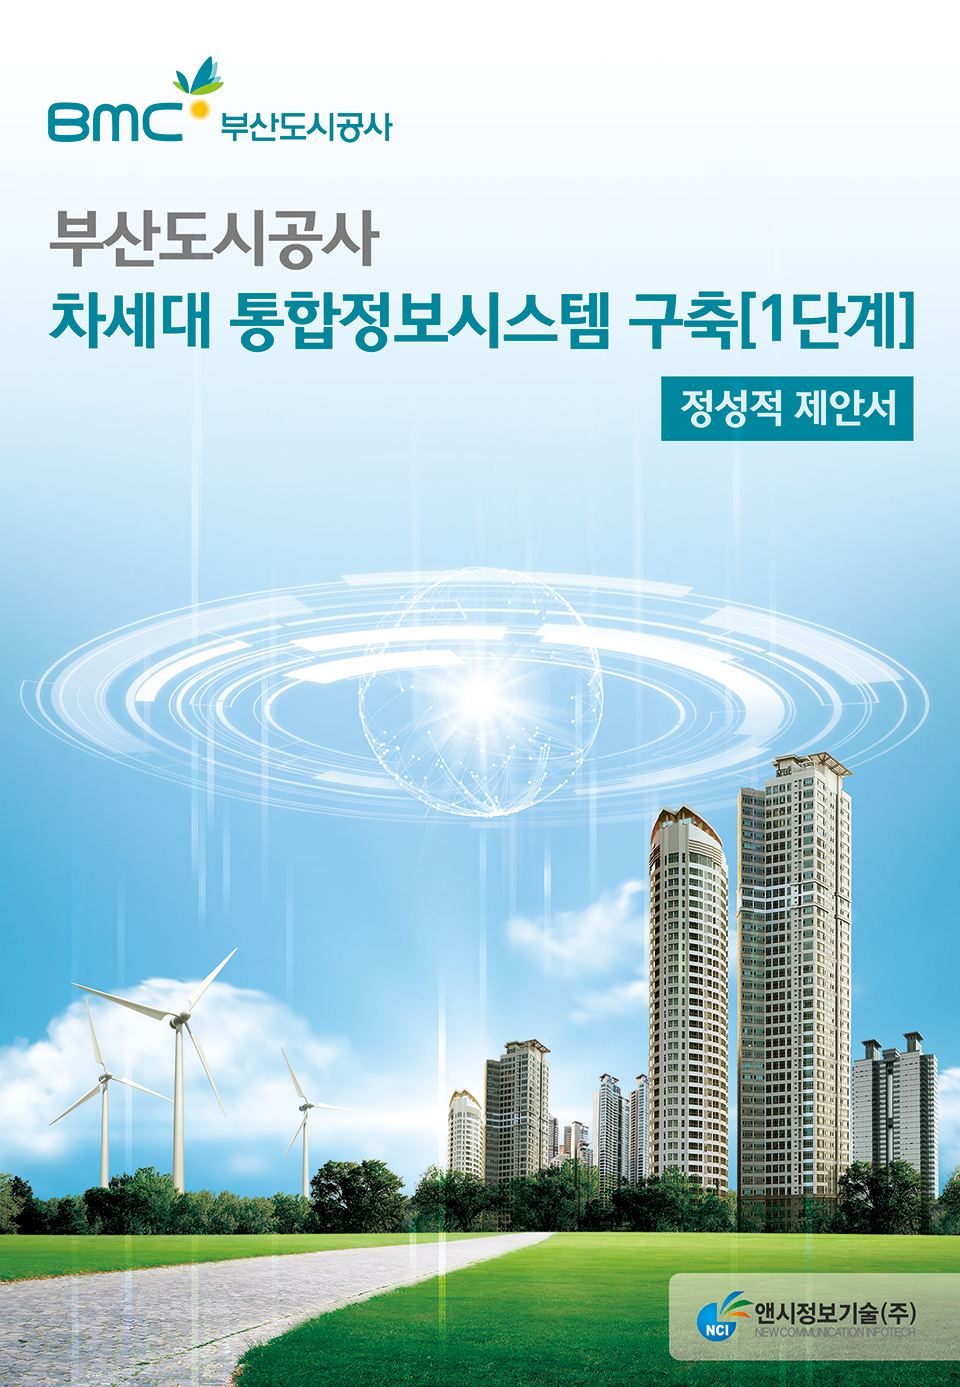 BMC 부산도시공사
부산도시공사
차세대 통합정보시스템 구축[1단계]
정성적 제안서
NCI 앤시정보기술(주)
NEW COMMUNICATION INFOTECH